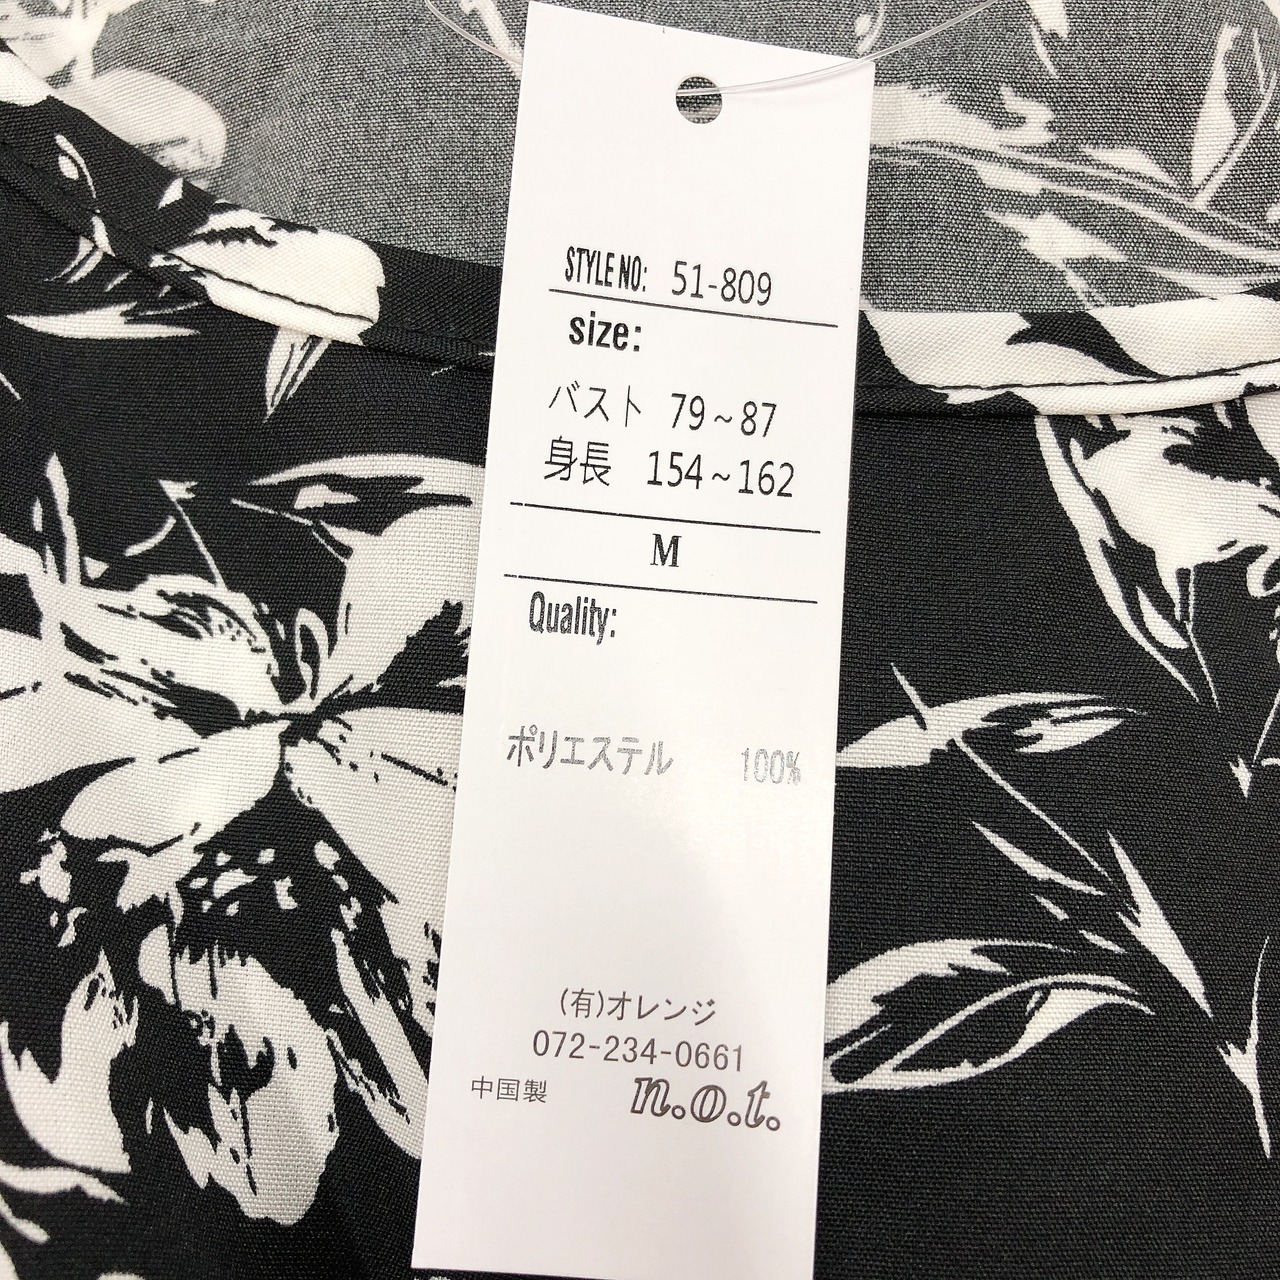 STYLE NO: 51-809
size:
バスト 79~87
身長 154~162
M
Quality:
ポリエステル 100%
(有)オレンジ
072-234-0661
中国製 n.o.t.